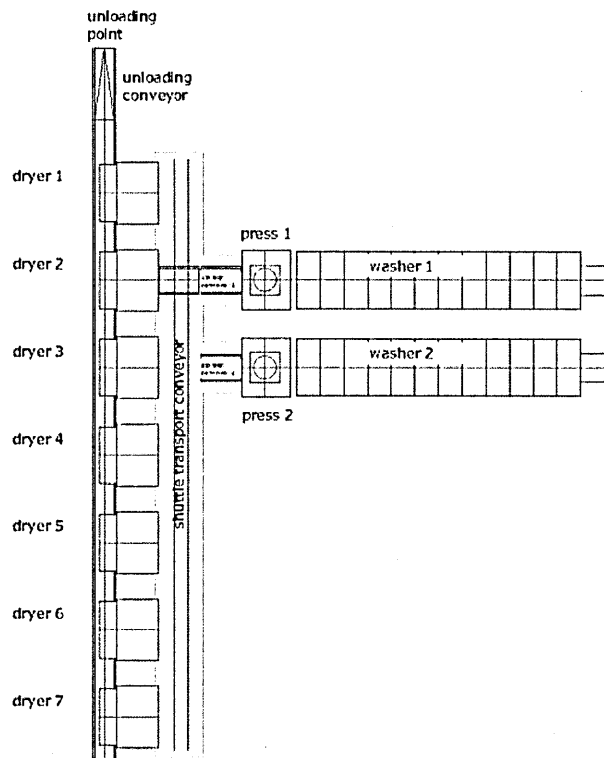 unloading
point
unloading
conveyor
dryer 1
press 1
dryer 2
washer 1
dryer 3
washer 2
shuttle transport conveyor
press 2
dryer 4
dryer 5
dryer 6
dryer 7